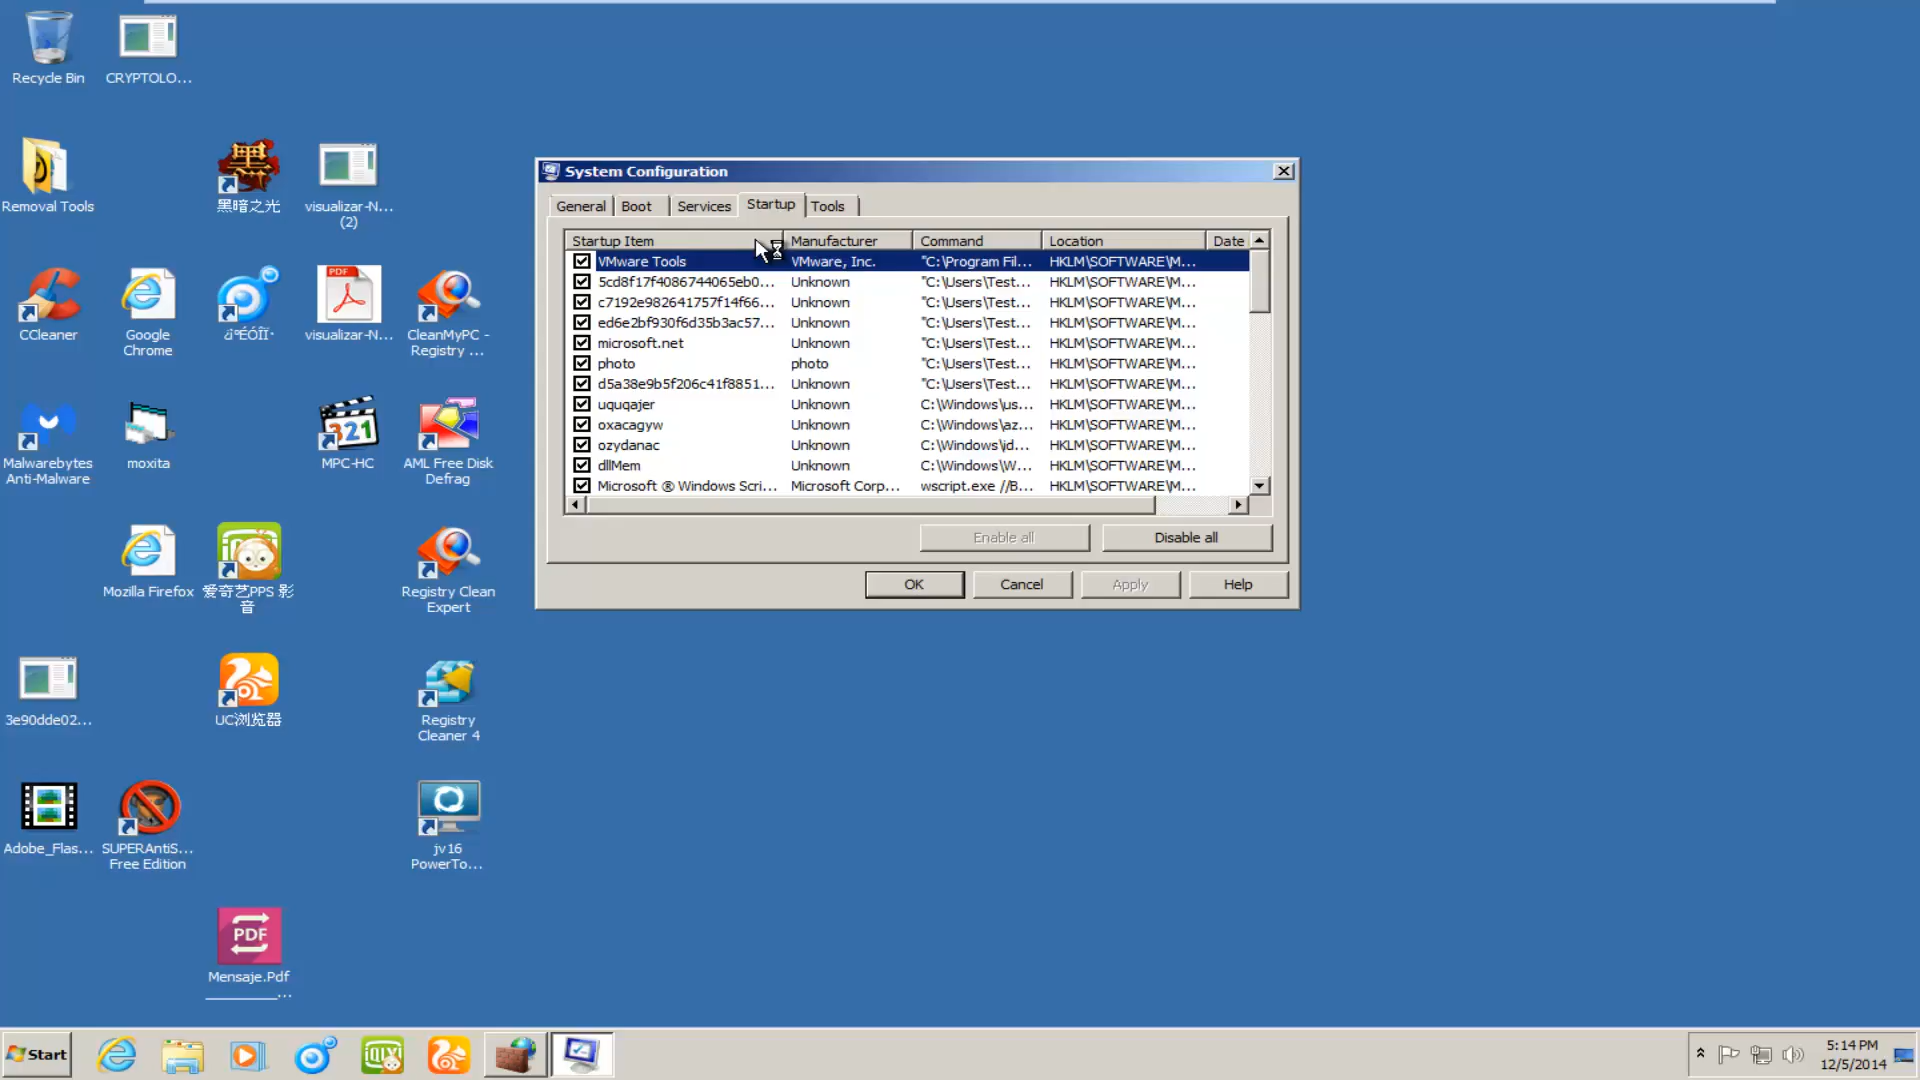 Recycle Bin
CRYPTOLO...
Removal Tools
黑暗之光
visualizar-N...
(2)
CCleaner
Google
Chrome
PDF
visualizar-N...
CleanMyPC -
Registry ...
Malwarebytes
Anti-Malware
moxita
321
MPC-HC
AML Free Disk
Defrag
Mozilla Firefox
爱奇艺PPS 影
音
Registry Clean
Expert
3e90dde02...
UC浏览器
Registry
Cleaner 4
Adobe_Flas...
SUPERAntiS...
Free Edition
jv16
PowerTo...
PDF
Mensaje.Pdf
System Configuration
General
Boot
Services
Startup
Tools
Startup Item Manufacturer Command Location Date
VMware Tools VMware, Inc. "C:\Program Fil... HKLM\SOFTWARE\M...
5cd8f17f4086744065eb0... Unknown "C:\Users\Test... HKLM\SOFTWARE\M...
c7192e982641757f14f66... Unknown "C:\Users\Test... HKLM\SOFTWARE\M...
ed6e2bf930f6d35b3ac57... Unknown "C:\Users\Test... HKLM\SOFTWARE\M...
microsoft.net Unknown "C:\Users\Test... HKLM\SOFTWARE\M...
photo photo "C:\Users\Test... HKLM\SOFTWARE\M...
d5a38e9b5f206c41f8851... Unknown "C:\Users\Test... HKLM\SOFTWARE\M...
uquqajer Unknown C:\Windows\us... HKLM\SOFTWARE\M...
oxacagyw Unknown C:\Windows\az... HKLM\SOFTWARE\M...
ozydanac Unknown C:\Windows\id... HKLM\SOFTWARE\M...
dllMem Unknown C:\Windows\W... HKLM\SOFTWARE\M...
Microsoft ® Windows Scri... Microsoft Corp... wscript.exe //B... HKLM\SOFTWARE\M...
Enable all
Disable all
OK
Cancel
Apply
Help
Start
5:14 PM
12/5/2014